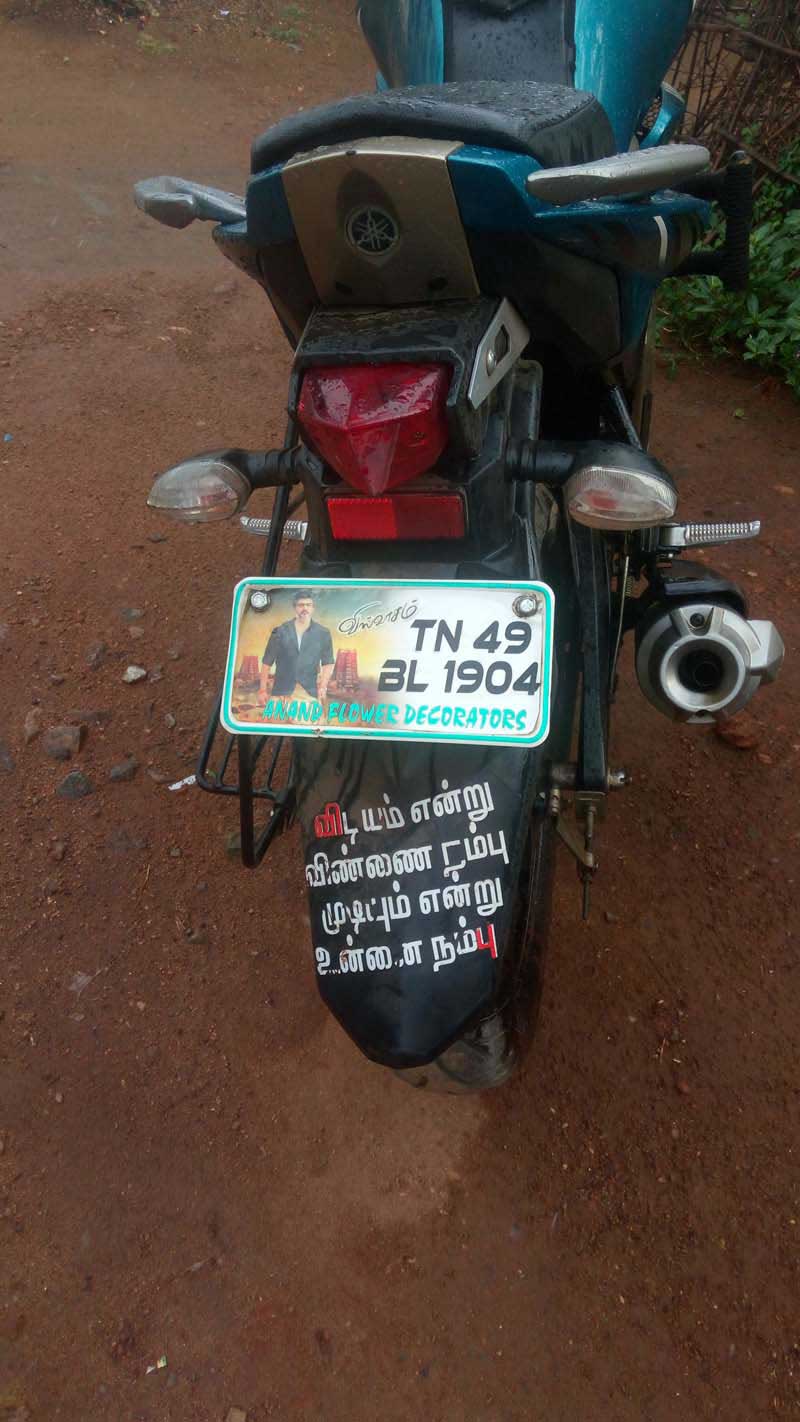 விஸ்வாசம்
TN 49
BL 1904
ANAND FLOWER DECORATORS
விடியும் என்று
விண்ணை நம்பு
முடியும் என்று
உன்னை நம்பு